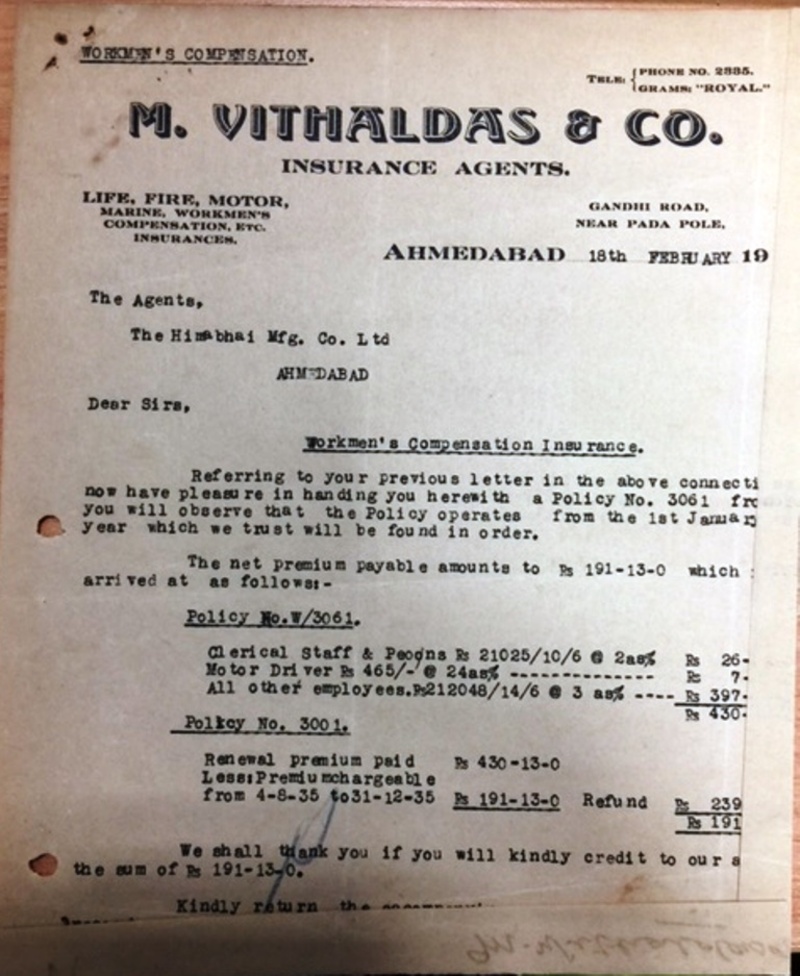 WORKMEN'S COMPENSATION.
TELE: PHONE NO. 2885.
GRAMS: "ROYAL."
M. VITHALDAS & CO.
INSURANCE AGENTS.
LIFE, FIRE, MOTOR,
MARINE, WORKMEN'S
COMPENSATION, ETC.
INSURANCES.
GANDHI ROAD,
NEAR PADA POLE,
AHMEDABAD 18th FEBRUARY 19
The Agents,
The Himabhai Mfg. Co. Ltd
AHMEDABAD
Dear Sirs,
Workmen's Compensation Insurance.
Referring to your previous letter in the above connecti
now have pleasure in handing you herewith a Policy No. 3061 fro
you will observe that the Policy operates from the 1st Januar
year which we trust will be found in order.
The net premium payable amounts to Rs 191-13-0 which
arrived at as follows:-
Policy No.W/3061.
Clerical Staff & Peons Rs 21025/10/6 @ 2as% Rs 26-
Motor Driver Rs 465/- @ 24as% -------------- Rs 7-
All other employees.Rs212048/14/6 @ 3 as% ---- Rs 397-
Rs 430-
Policy No. 3001.
Renewal premium paid Rs 430-13-0
Less:Premiumchargeable
from 4-8-35 to31-12-35 Rs 191-13-0 Refund Rs 239
Rs 191
We shall thank you if you will kindly credit to our a
the sum of Rs 191-13-0.
Kindly return the